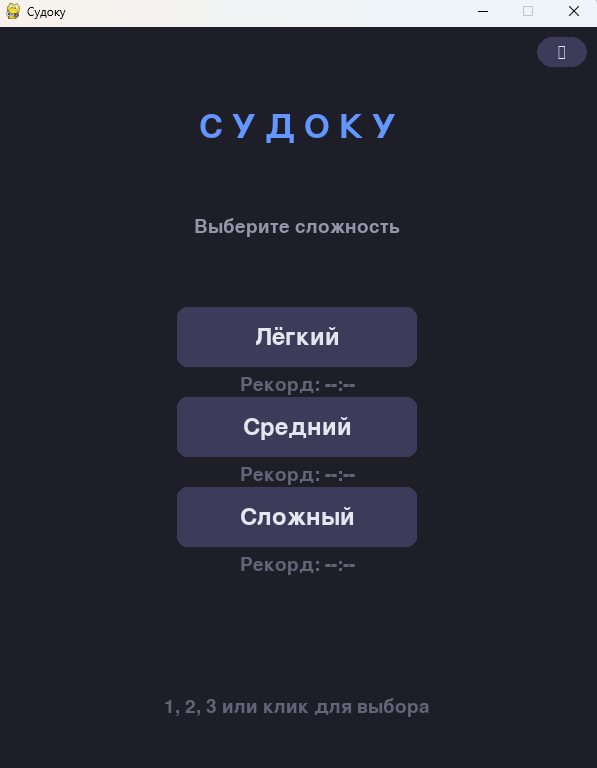 Судоку
СУДОКУ
Выберите сложность
Лёгкий
Рекорд: --:--
Средний
Рекорд: --:--
Сложный
Рекорд: --:--
1, 2, 3 или клик для выбора